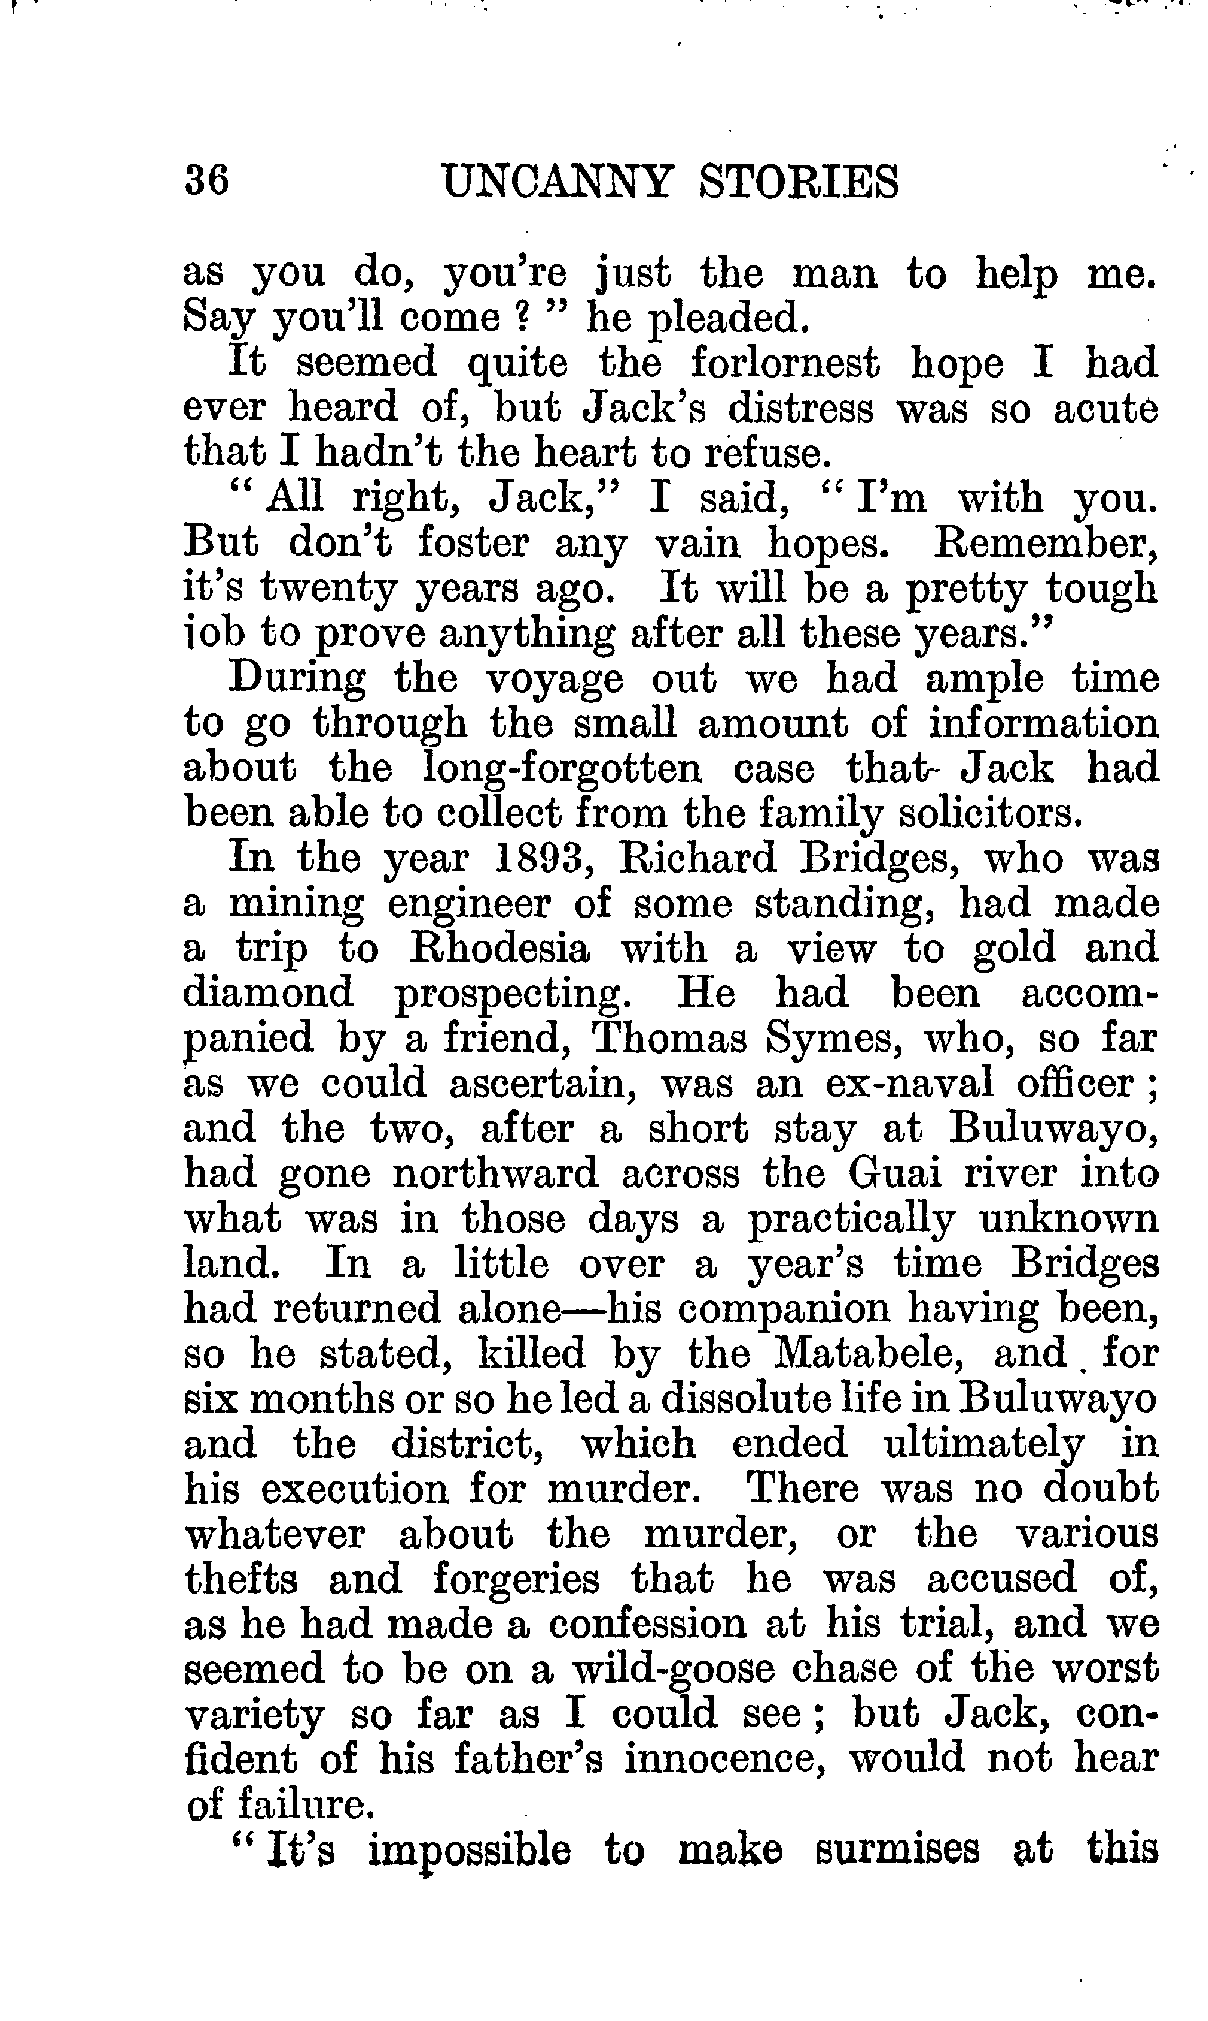 36 UNCANNY STORIES
as you do, you're just the man to help me.
Say you'll come ? " he pleaded.
It seemed quite the forlornest hope I had
ever heard of, but Jack's distress was so acute
that I hadn't the heart to refuse.
" All right, Jack," I said, " I'm with you.
But don't foster any vain hopes. Remember,
it's twenty years ago. It will be a pretty tough
job to prove anything after all these years."
During the voyage out we had ample time
to go through the small amount of information
about the long-forgotten case that Jack had
been able to collect from the family solicitors.
In the year 1893, Richard Bridges, who was
a mining engineer of some standing, had made
a trip to Rhodesia with a view to gold and
diamond prospecting. He had been accom-
panied by a friend, Thomas Symes, who, so far
as we could ascertain, was an ex-naval officer ;
and the two, after a short stay at Buluwayo,
had gone northward across the Guai river into
what was in those days a practically unknown
land. In a little over a year's time Bridges
had returned alone—his companion having been,
so he stated, killed by the Matabele, and for
six months or so he led a dissolute life in Buluwayo
and the district, which ended ultimately in
his execution for murder. There was no doubt
whatever about the murder, or the various
thefts and forgeries that he was accused of,
as he had made a confession at his trial, and we
seemed to be on a wild-goose chase of the worst
variety so far as I could see ; but Jack, con-
fident of his father's innocence, would not hear
of failure.
" It's impossible to make surmises at this